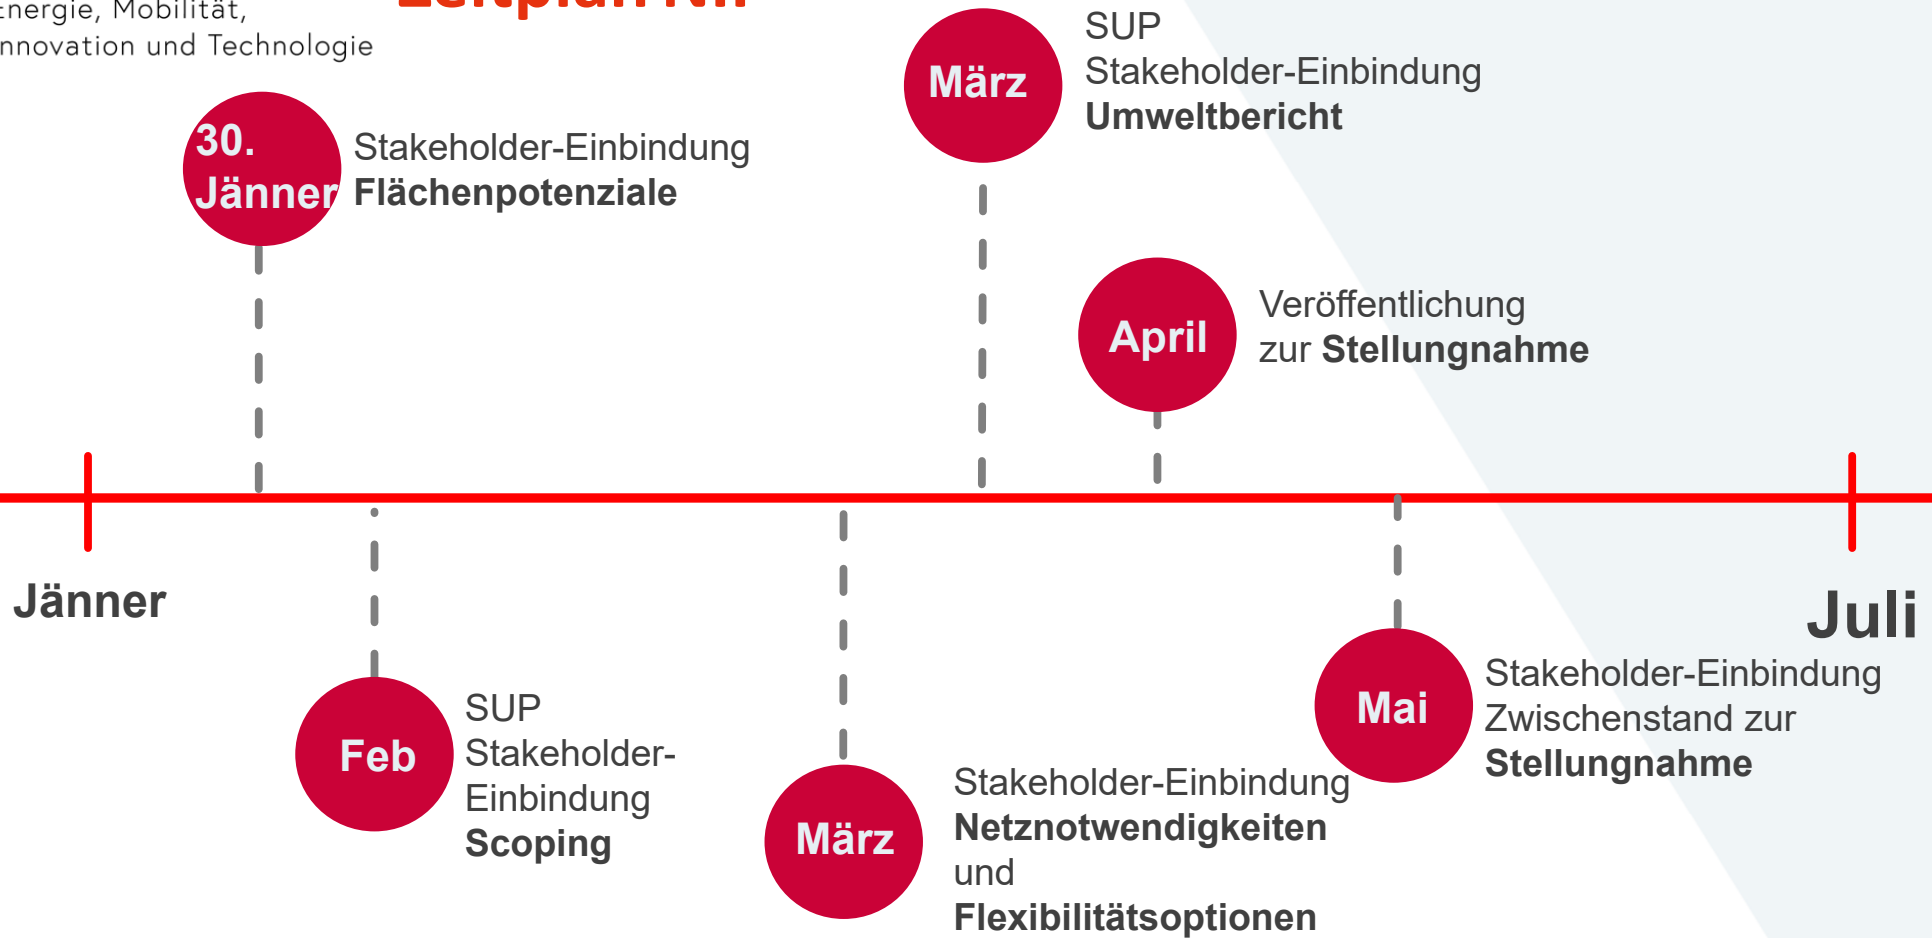 Energie, Mobilität,
nnovation und Technologie
März
SUP
Stakeholder-Einbindung
Umweltbericht
30.
Jänner
Stakeholder-Einbindung
Flächenpotenziale
April
Veröffentlichung
zur Stellungnahme
Jänner
Juli
Feb
SUP
Stakeholder-
Einbindung
Scoping
März
Stakeholder-Einbindung
Netznotwendigkeiten
und
Flexibilitätsoptionen
Mai
Stakeholder-Einbindung
Zwischenstand zur
Stellungnahme